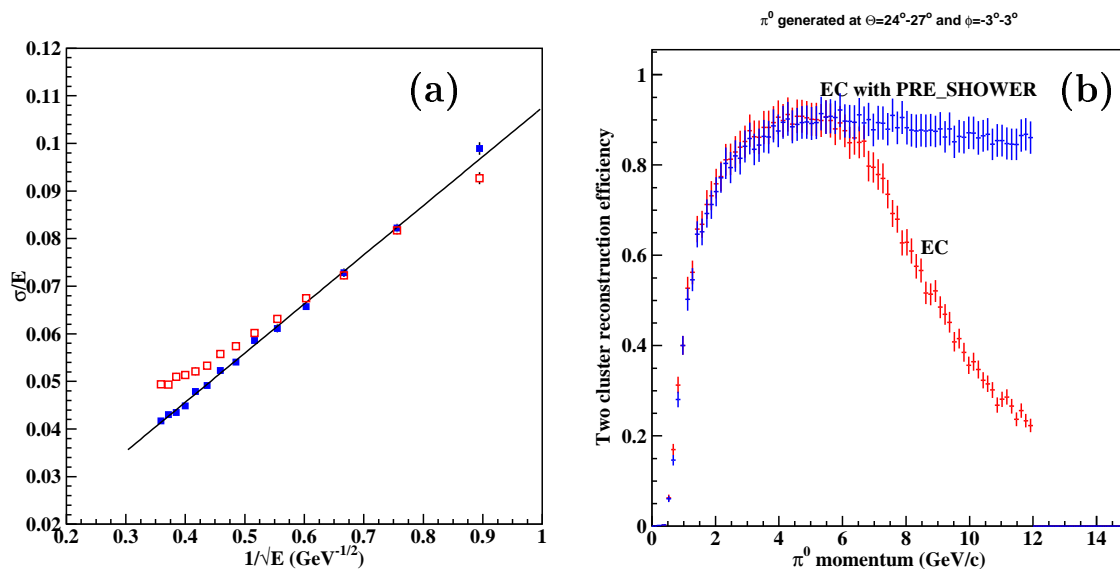 π⁰ generated at Θ=24°-27° and ϕ=-3°-3°
0.12
0.11
0.1
0.09
0.08
0.07
0.06
0.05
0.04
0.03
0.02
σ/E
(a)
0.2 0.3 0.4 0.5 0.6 0.7 0.8 0.9 1
1/√E (GeV⁻¹/²)
1
0.8
0.6
0.4
0.2
0
Two cluster reconstruction efficiency
EC with PRE_SHOWER
(b)
EC
0 2 4 6 8 10 12 14
π⁰ momentum (GeV/c)